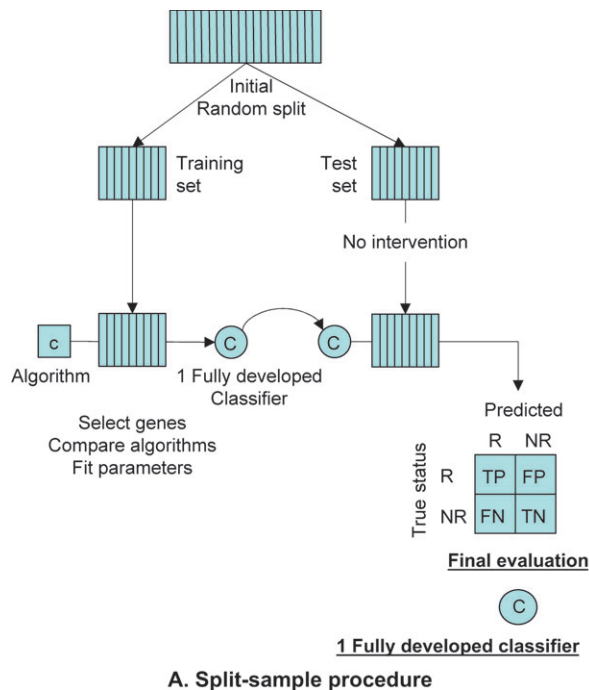 Initial
Random split
Training
set
Test
set
No intervention
c
C
C
Algorithm
1 Fully developed
Classifier
Select genes
Compare algorithms
Fit parameters
Predicted
R NR
True status
R TP FP
NR FN TN
Final evaluation
C
1 Fully developed classifier
A. Split-sample procedure